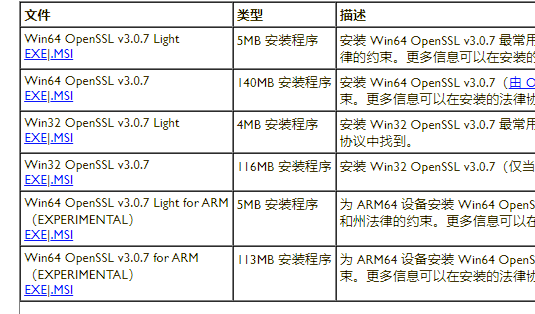 文件 类型 描述
Win64 OpenSSL v3.0.7 Light 5MB 安装程序 安装 Win64 OpenSSL v3.0.7 最常用
EXE|.MSI 律的约束。更多信息可以在安装的
Win64 OpenSSL v3.0.7 140MB 安装程序 安装 Win64 OpenSSL v3.0.7（由 O
EXE|.MSI 束。更多信息可以在安装的法律协
Win32 OpenSSL v3.0.7 Light 4MB 安装程序 安装 Win32 OpenSSL v3.0.7 最常用
EXE|.MSI 协议中找到。
Win32 OpenSSL v3.0.7 116MB 安装程序 安装 Win32 OpenSSL v3.0.7（仅当
EXE|.MSI
Win64 OpenSSL v3.0.7 Light for ARM 5MB 安装程序 为 ARM64 设备安装 Win64 OpenS
（EXPERIMENTAL） 和州法律的约束。更多信息可以在
EXE|.MSI
Win64 OpenSSL v3.0.7 for ARM 113MB 安装程序 为 ARM64 设备安装 Win64 OpenS
（EXPERIMENTAL） 束。更多信息可以在安装的法律协
EXE|.MSI